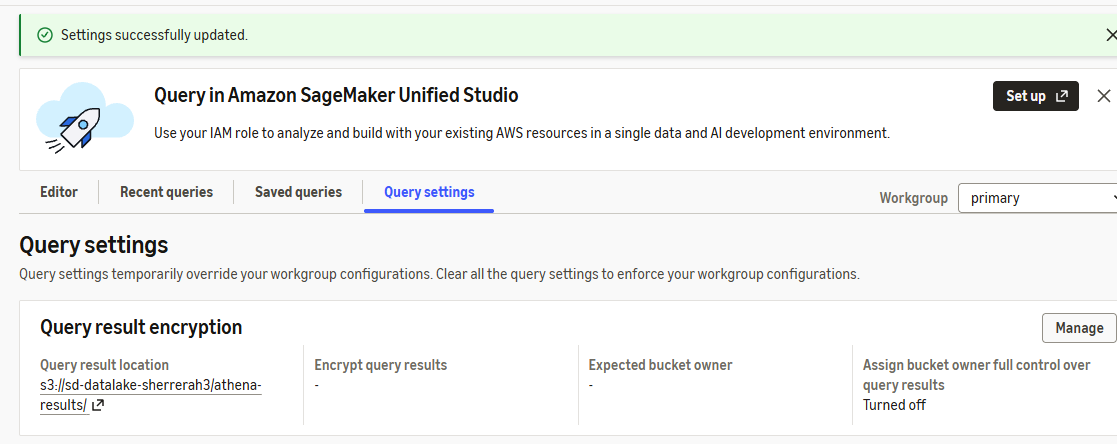 Settings successfully updated.
Query in Amazon SageMaker Unified Studio
Set up
Use your IAM role to analyze and build with your existing AWS resources in a single data and AI development environment.
Editor
Recent queries
Saved queries
Query settings
Workgroup
primary
Query settings
Query settings temporarily override your workgroup configurations. Clear all the query settings to enforce your workgroup configurations.
Query result encryption
Manage
Query result location
s3://sd-datalake-sherrerah3/athena-
results/
Encrypt query results
-
Expected bucket owner
-
Assign bucket owner full control over
query results
Turned off